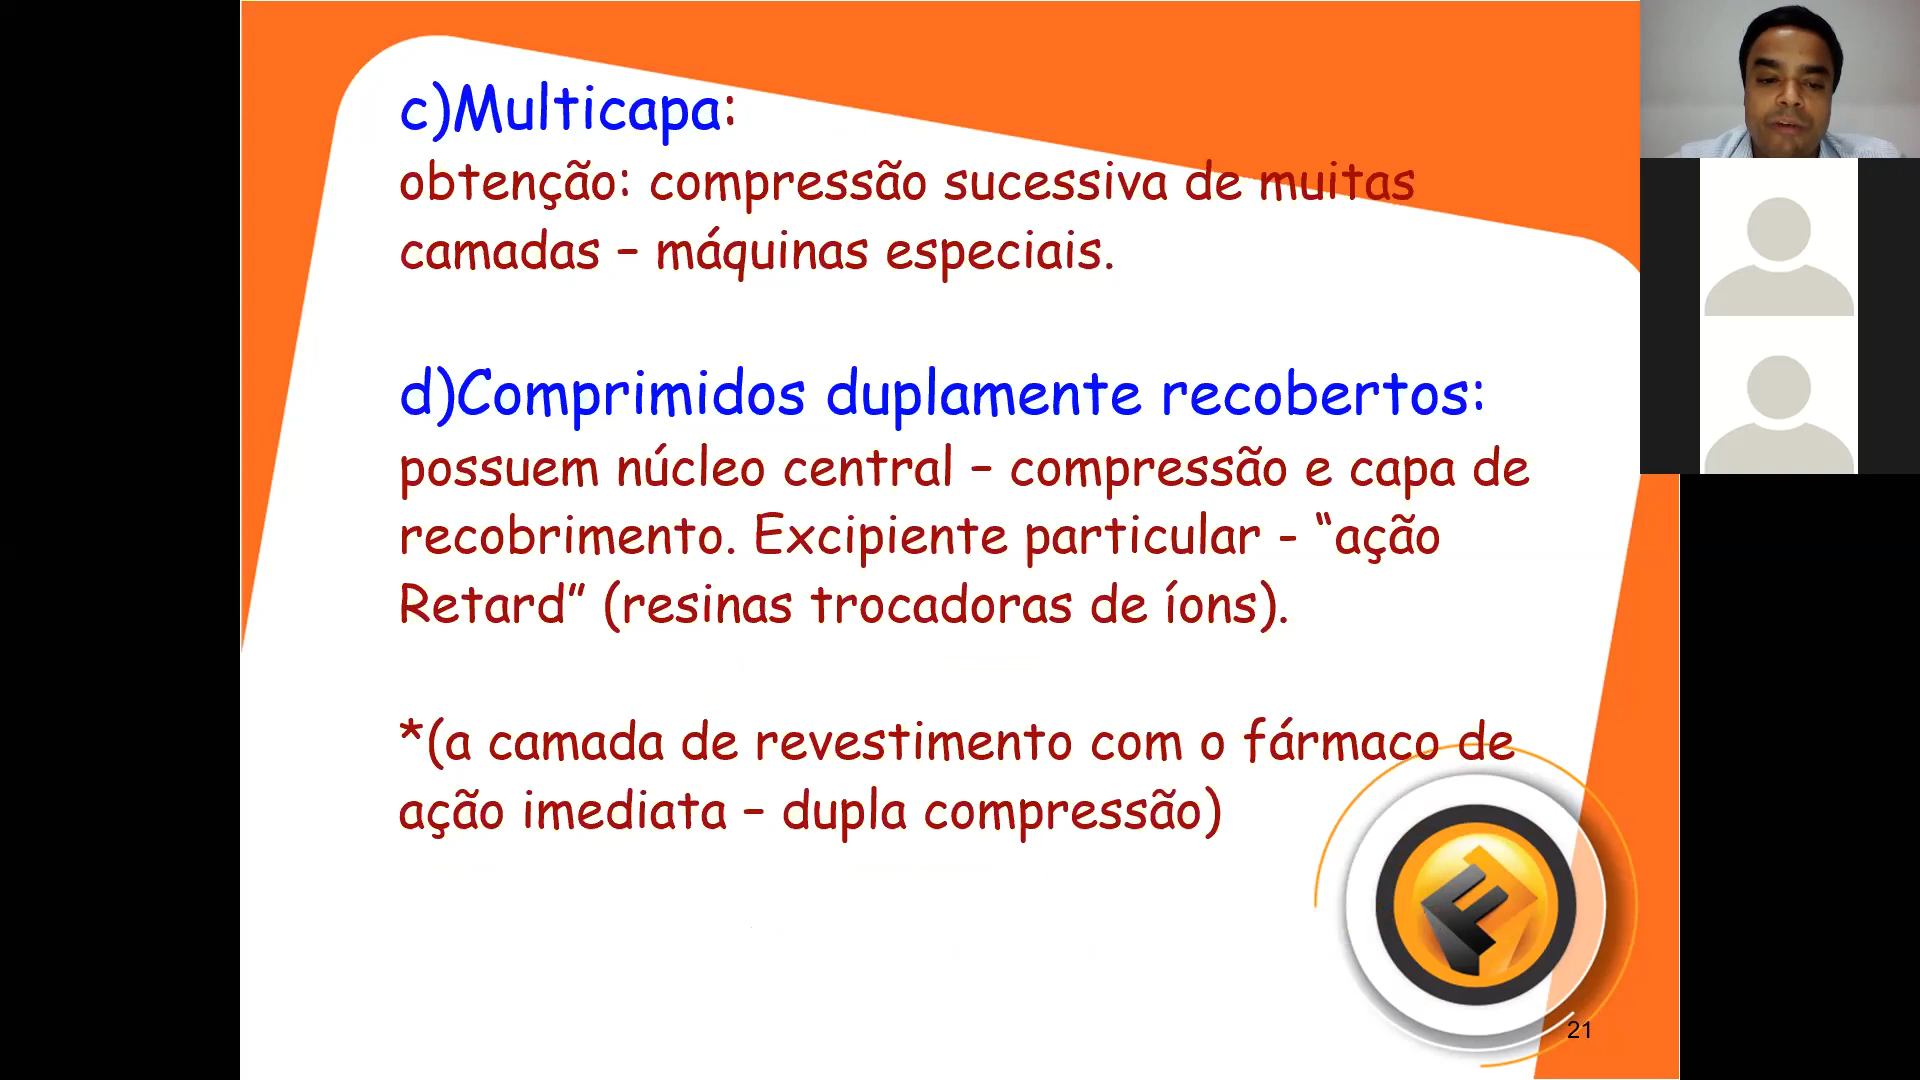 c)Multicapa:
obtenção: compressão sucessiva de muitas
camadas – máquinas especiais.
d)Comprimidos duplamente recobertos:
possuem núcleo central – compressão e capa de
recobrimento. Excipiente particular - “ação
Retard” (resinas trocadoras de íons).
*(a camada de revestimento com o fármaco de
ação imediata – dupla compressão)
21